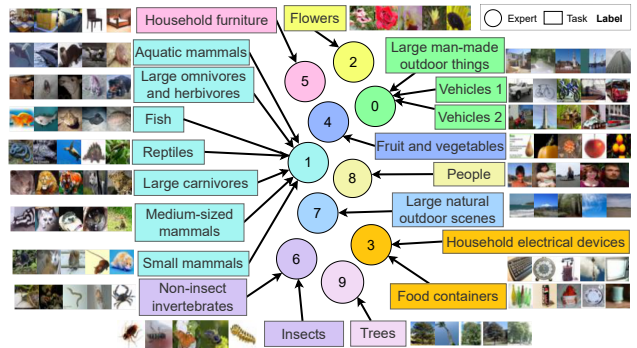 Household furniture
Flowers
Expert
Task
Label
Aquatic mammals
Large man-made
outdoor things
Large omnivores
and herbivores
Vehicles 1
Vehicles 2
Fish
Fruit and vegetables
Reptiles
People
Large carnivores
Large natural
outdoor scenes
Medium-sized
mammals
Household electrical devices
Small mammals
Food containers
Non-insect
invertebrates
Insects
Trees
2
5
0
4
1
8
7
3
6
9